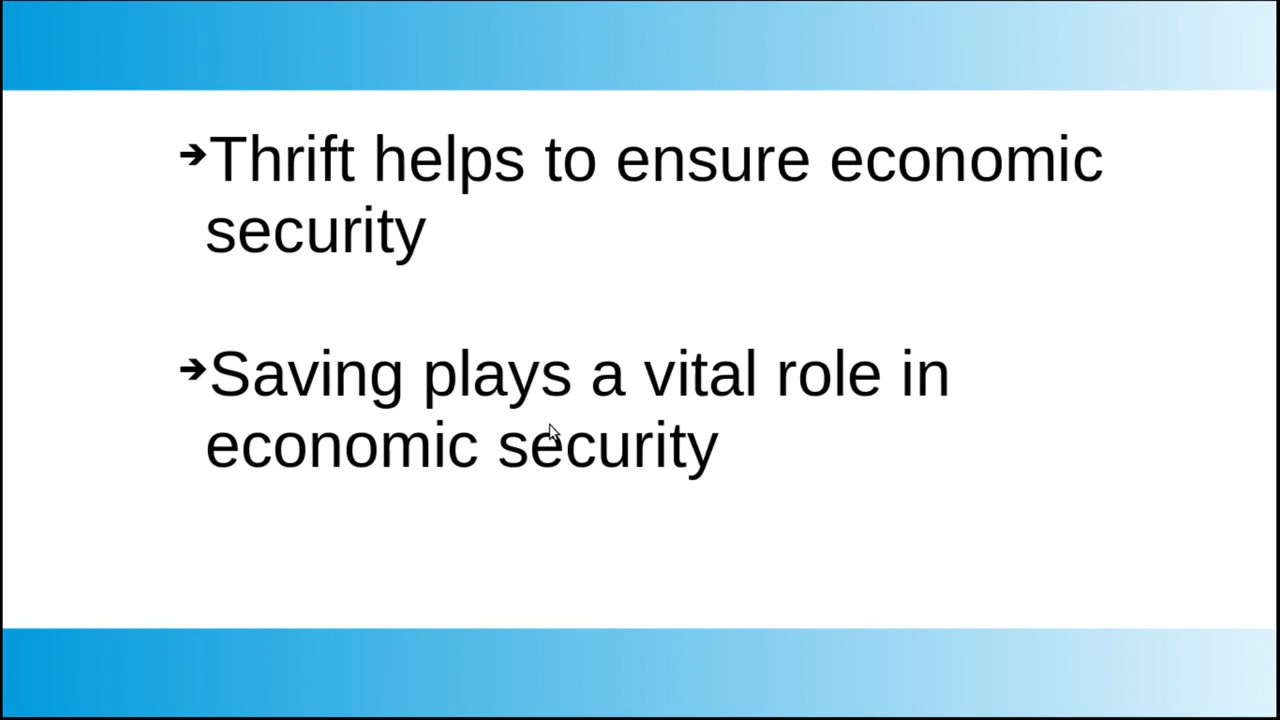 ➔Thrift helps to ensure economic
security
➔Saving plays a vital role in
economic security